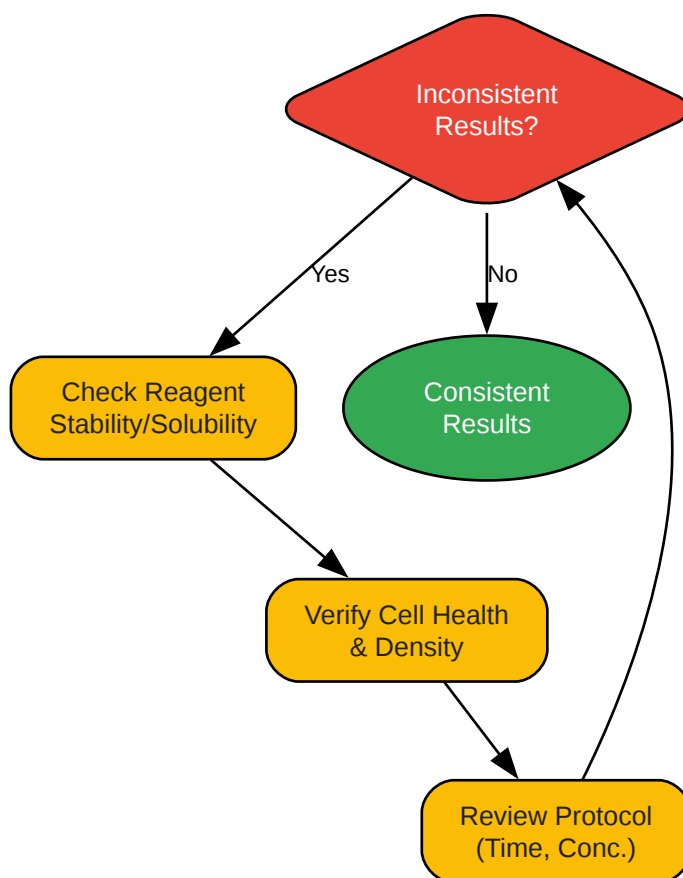 Inconsistent
Results?
Yes
No
Check Reagent
Stability/Solubility
Consistent
Results
Verify Cell Health
& Density
Review Protocol
(Time, Conc.)